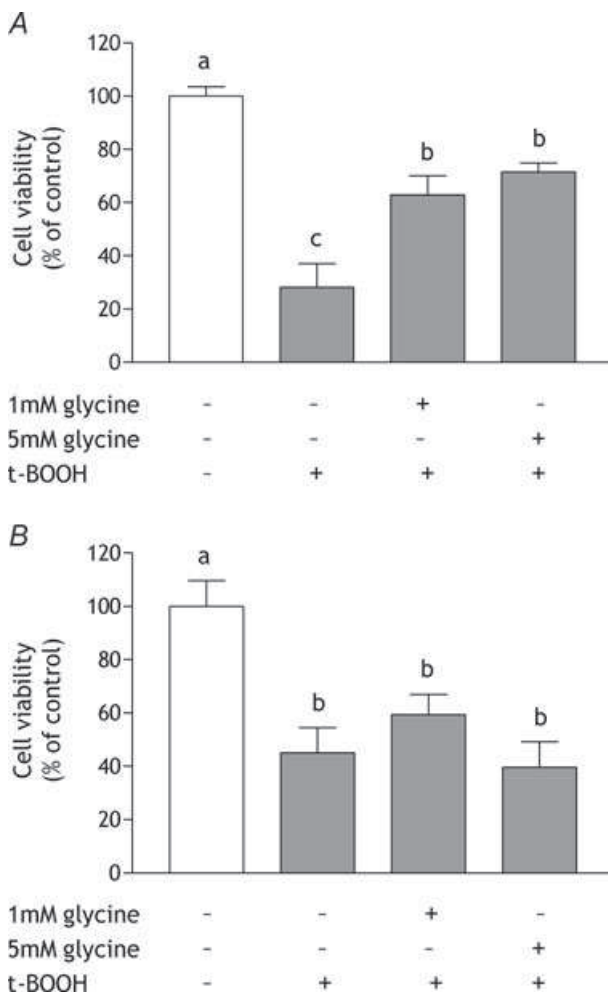 A
120
100
80
60
40
20
0
Cell viability
(% of control)
a
c
b
b
1mM glycine - - + -
5mM glycine - - - +
t-BOOH - + + +
B
120
100
80
60
40
20
0
Cell viability
(% of control)
a
b
b
b
1mM glycine - - + -
5mM glycine - - - +
t-BOOH - + + +